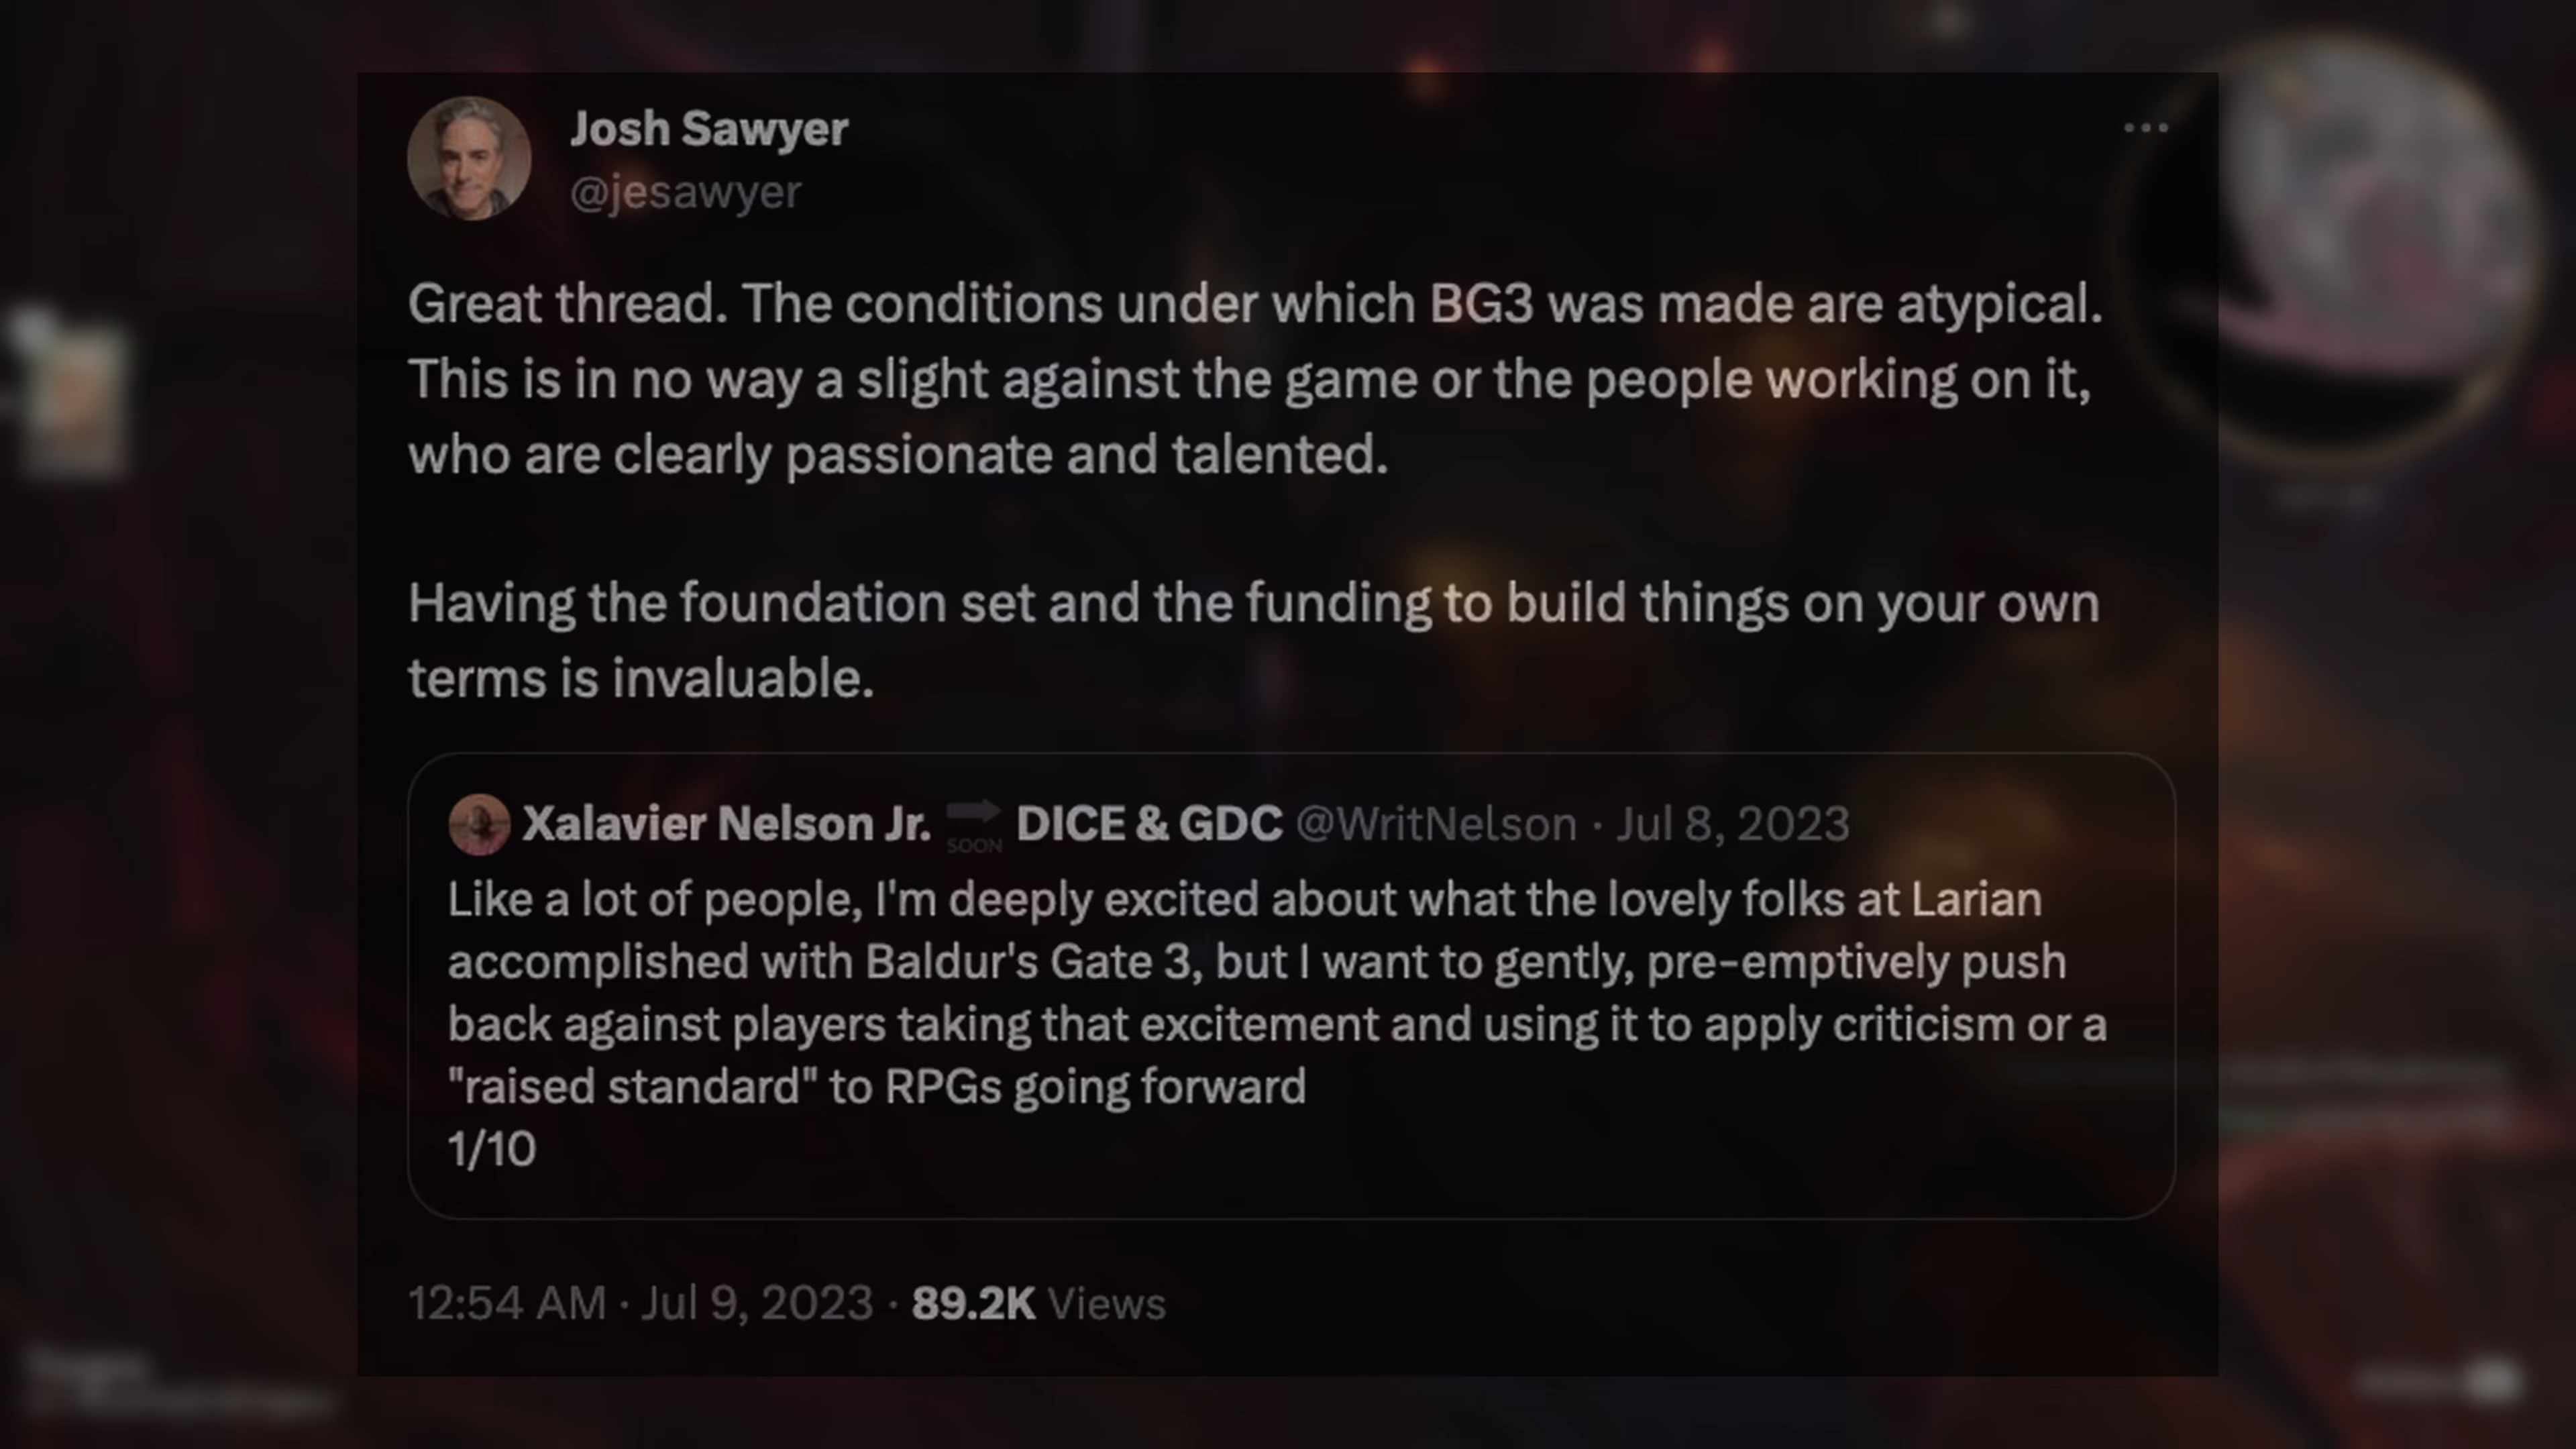 Josh Sawyer
@jesawyer
Great thread. The conditions under which BG3 was made are atypical.
This is in no way a slight against the game or the people working on it,
who are clearly passionate and talented.
Having the foundation set and the funding to build things on your own
terms is invaluable.
Xalavier Nelson Jr. SOON DICE & GDC @WritNelson · Jul 8, 2023
Like a lot of people, I'm deeply excited about what the lovely folks at Larian
accomplished with Baldur's Gate 3, but I want to gently, pre-emptively push
back against players taking that excitement and using it to apply criticism or a
"raised standard" to RPGs going forward
1/10
12:54 AM · Jul 9, 2023 · 89.2K Views